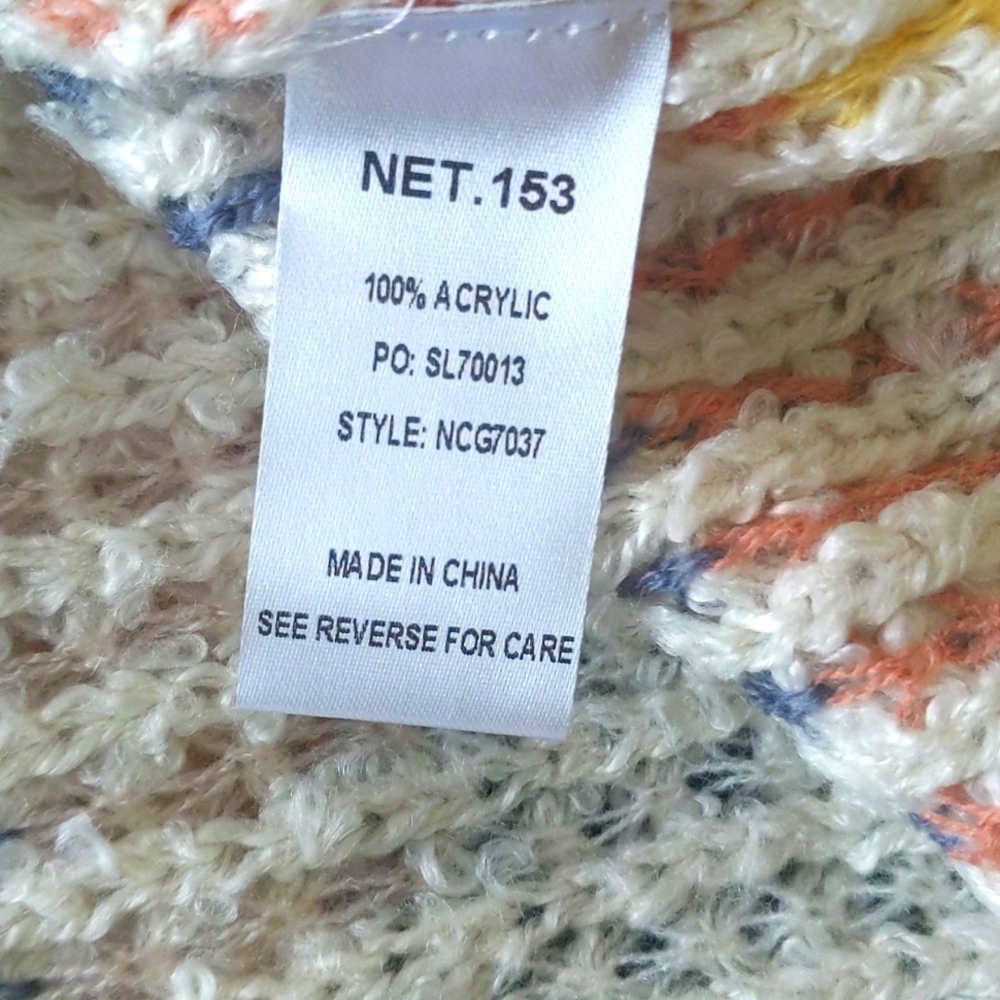 NET.153
100% ACRYLIC
PO: SL70013
STYLE: NCG7037
MADE IN CHINA
SEE REVERSE FOR CARE